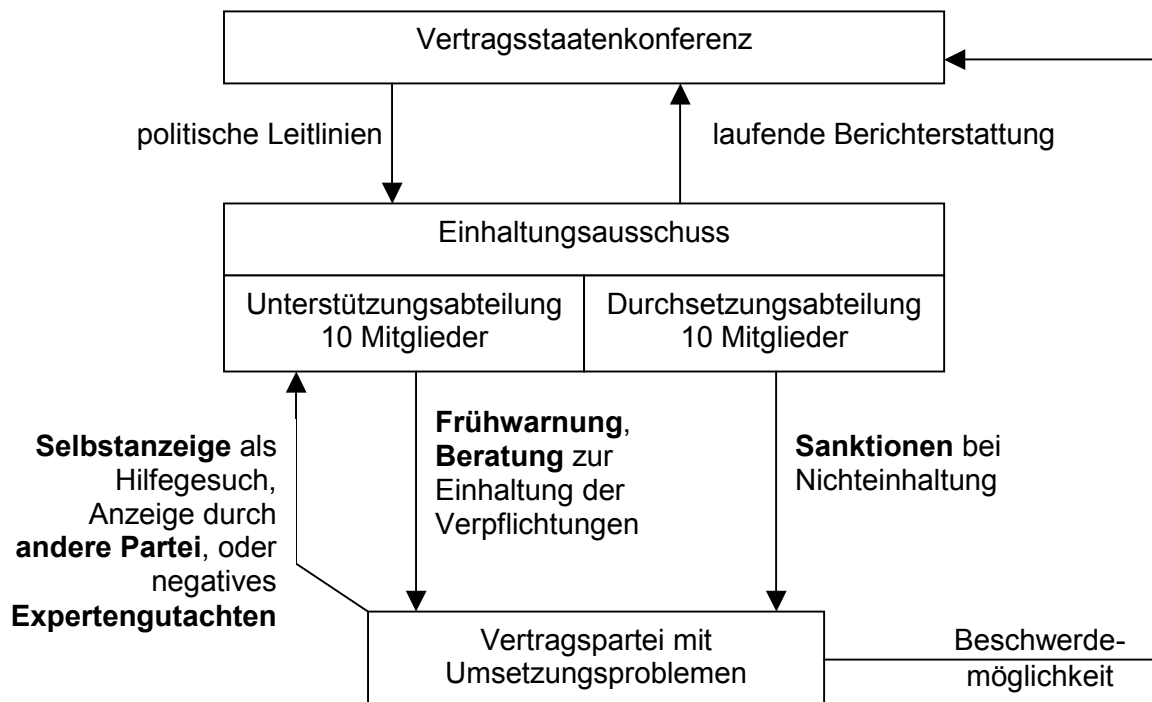 Vertragsstaatenkonferenz
politische Leitlinien
laufende Berichterstattung
Einhaltungsausschuss
Unterstützungsabteilung
10 Mitglieder
Durchsetzungsabteilung
10 Mitglieder
Selbstanzeige als
Hilfegesuch,
Anzeige durch
andere Partei, oder
negatives
Expertengutachten
Frühwarnung,
Beratung zur
Einhaltung der
Verpflichtungen
Sanktionen bei
Nichteinhaltung
Vertragspartei mit
Umsetzungsproblemen
Beschwerde-
möglichkeit